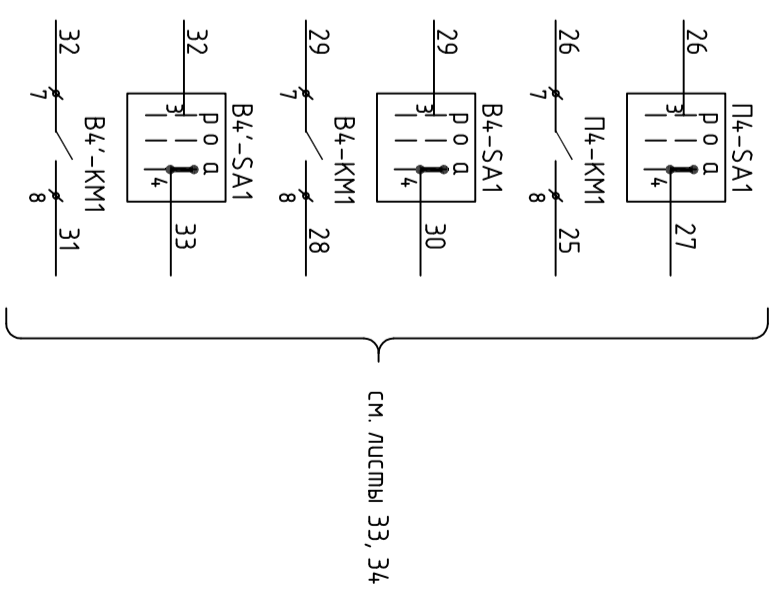 П4-SA1
р о а
26 27
3
4
П4-КМ1
26 25
7 8
В4-SA1
р о а
29 30
3
4
В4-КМ1
29 28
7 8
В4'-SA1
р о а
32 33
3
4
В4'-КМ1
32 31
7 8
см. листы 33, 34